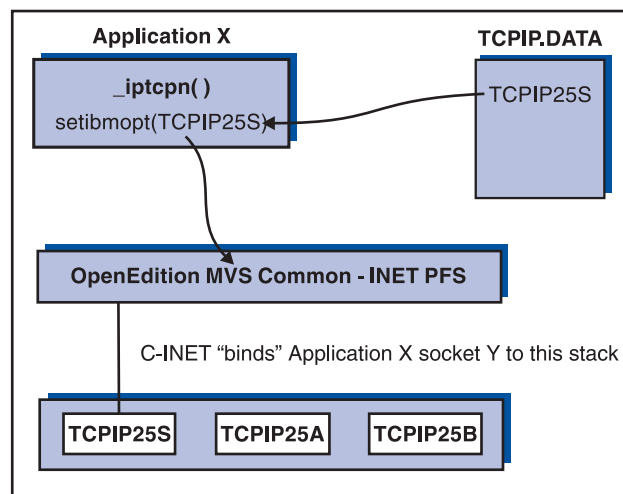 Application X
TCPIP.DATA
_iptcpn( )
setibmopt(TCPIP25S)
TCPIP25S
OpenEdition MVS Common - INET PFS
C-INET “binds” Application X socket Y to this stack
TCPIP25S
TCPIP25A
TCPIP25B